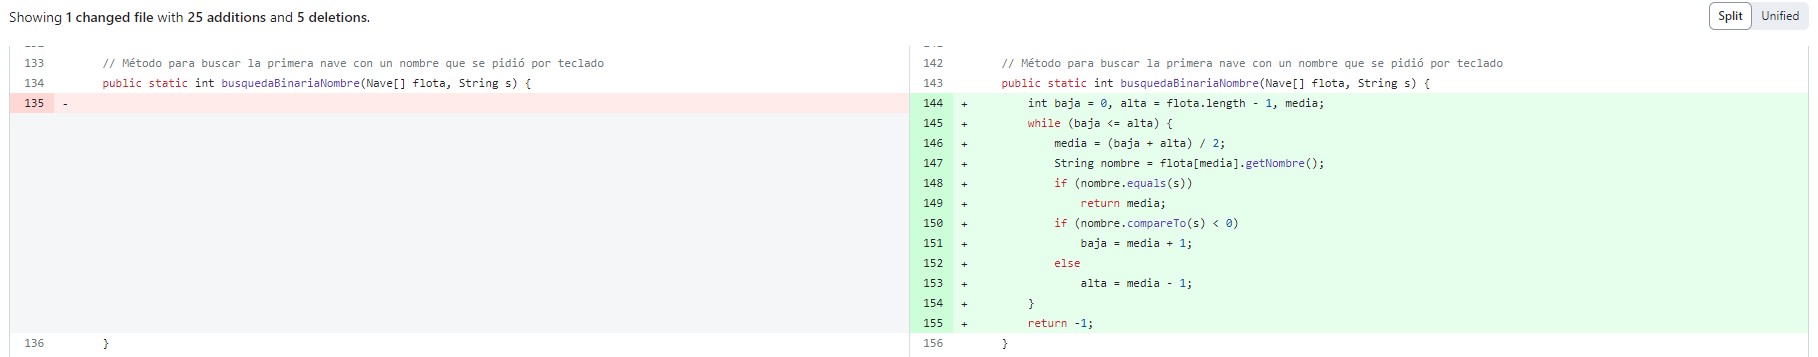 Showing 1 changed file with 25 additions and 5 deletions.
Split Unified
133 // Método para buscar la primera nave con un nombre que se pidió por teclado
134 public static int busquedaBinariaNombre(Nave[] flota, String s) {
135 -
136 }
142 // Método para buscar la primera nave con un nombre que se pidió por teclado
143 public static int busquedaBinariaNombre(Nave[] flota, String s) {
144 + int baja = 0, alta = flota.length - 1, media;
145 + while (baja <= alta) {
146 + media = (baja + alta) / 2;
147 + String nombre = flota[media].getNombre();
148 + if (nombre.equals(s))
149 + return media;
150 + if (nombre.compareTo(s) < 0)
151 + baja = media + 1;
152 + else
153 + alta = media - 1;
154 + }
155 + return -1;
156 }